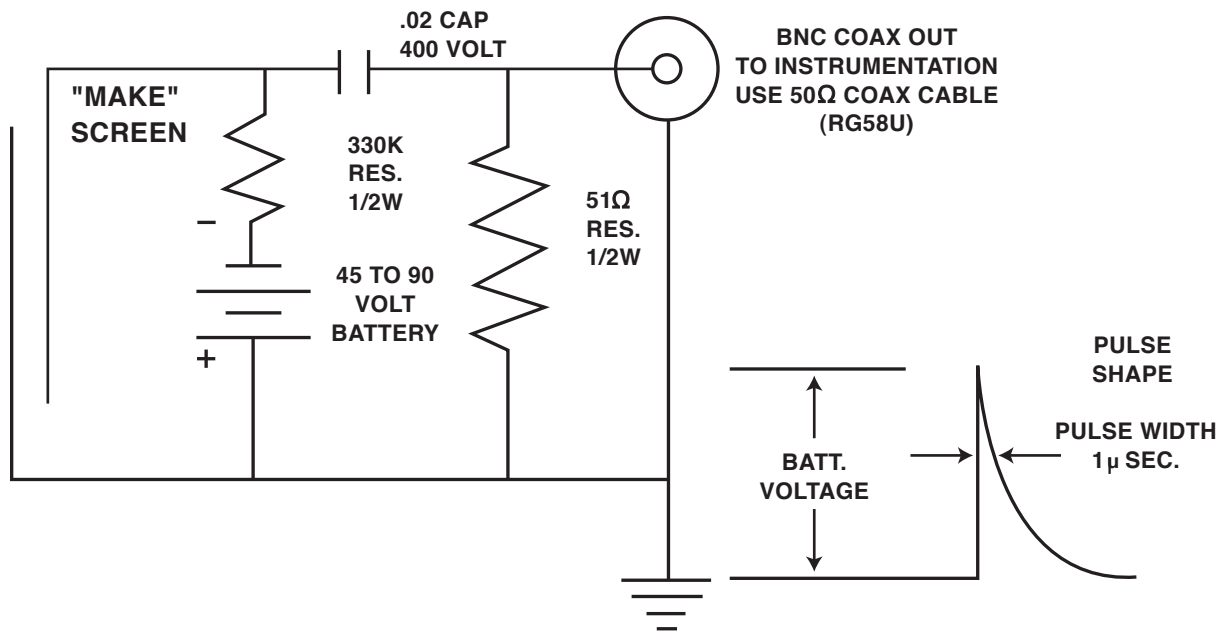 .02 CAP
400 VOLT
BNC COAX OUT
TO INSTRUMENTATION
USE 50Ω COAX CABLE
(RG58U)
"MAKE"
SCREEN
330K
RES.
1/2W
51Ω
RES.
1/2W
−
45 TO 90
VOLT
BATTERY
+
PULSE
SHAPE
PULSE WIDTH
1µ SEC.
BATT.
VOLTAGE